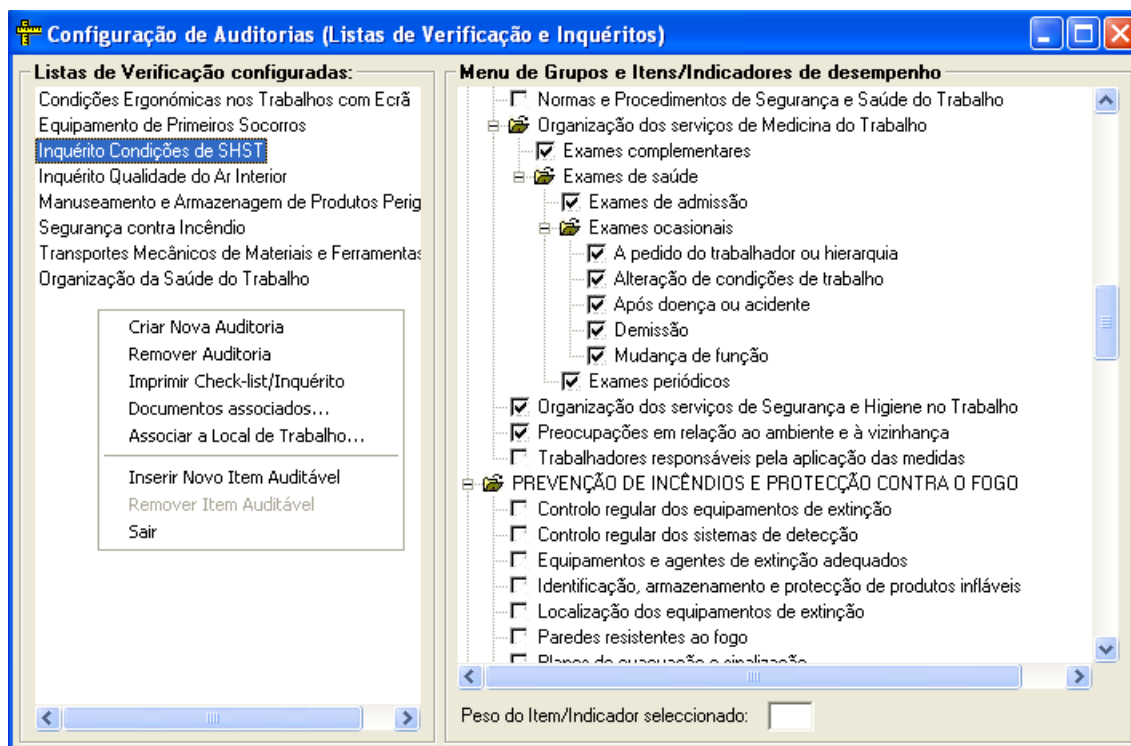 Configuração de Auditorias (Listas de Verificação e Inquéritos)
Listas de Verificação configuradas:
Condições Ergonómicas nos Trabalhos com Ecrã
Equipamento de Primeiros Socorros
Inquérito Condições de SHST
Inquérito Qualidade do Ar Interior
Manuseamento e Armazenagem de Produtos Perig
Segurança contra Incêndio
Transportes Mecânicos de Materiais e Ferramentas
Organização da Saúde do Trabalho
Criar Nova Auditoria
Remover Auditoria
Imprimir Check-list/Inquérito
Documentos associados...
Associar a Local de Trabalho...
Inserir Novo Item Auditável
Remover Item Auditável
Sair
Menu de Grupos e Itens/Indicadores de desempenho
Normas e Procedimentos de Segurança e Saúde do Trabalho
Organização dos serviços de Medicina do Trabalho
Exames complementares
Exames de saúde
Exames de admissão
Exames ocasionais
A pedido do trabalhador ou hierarquia
Alteração de condições de trabalho
Após doença ou acidente
Demissão
Mudança de função
Exames periódicos
Organização dos serviços de Segurança e Higiene no Trabalho
Preocupações em relação ao ambiente e à vizinhança
Trabalhadores responsáveis pela aplicação das medidas
PREVENÇÃO DE INCÊNDIOS E PROTECÇÃO CONTRA O FOGO
Controlo regular dos equipamentos de extinção
Controlo regular dos sistemas de detecção
Equipamentos e agentes de extinção adequados
Identificação, armazenamento e protecção de produtos infláveis
Localização dos equipamentos de extinção
Paredes resistentes ao fogo
Planos de evacuação e sinalização
Peso do Item/Indicador seleccionado: